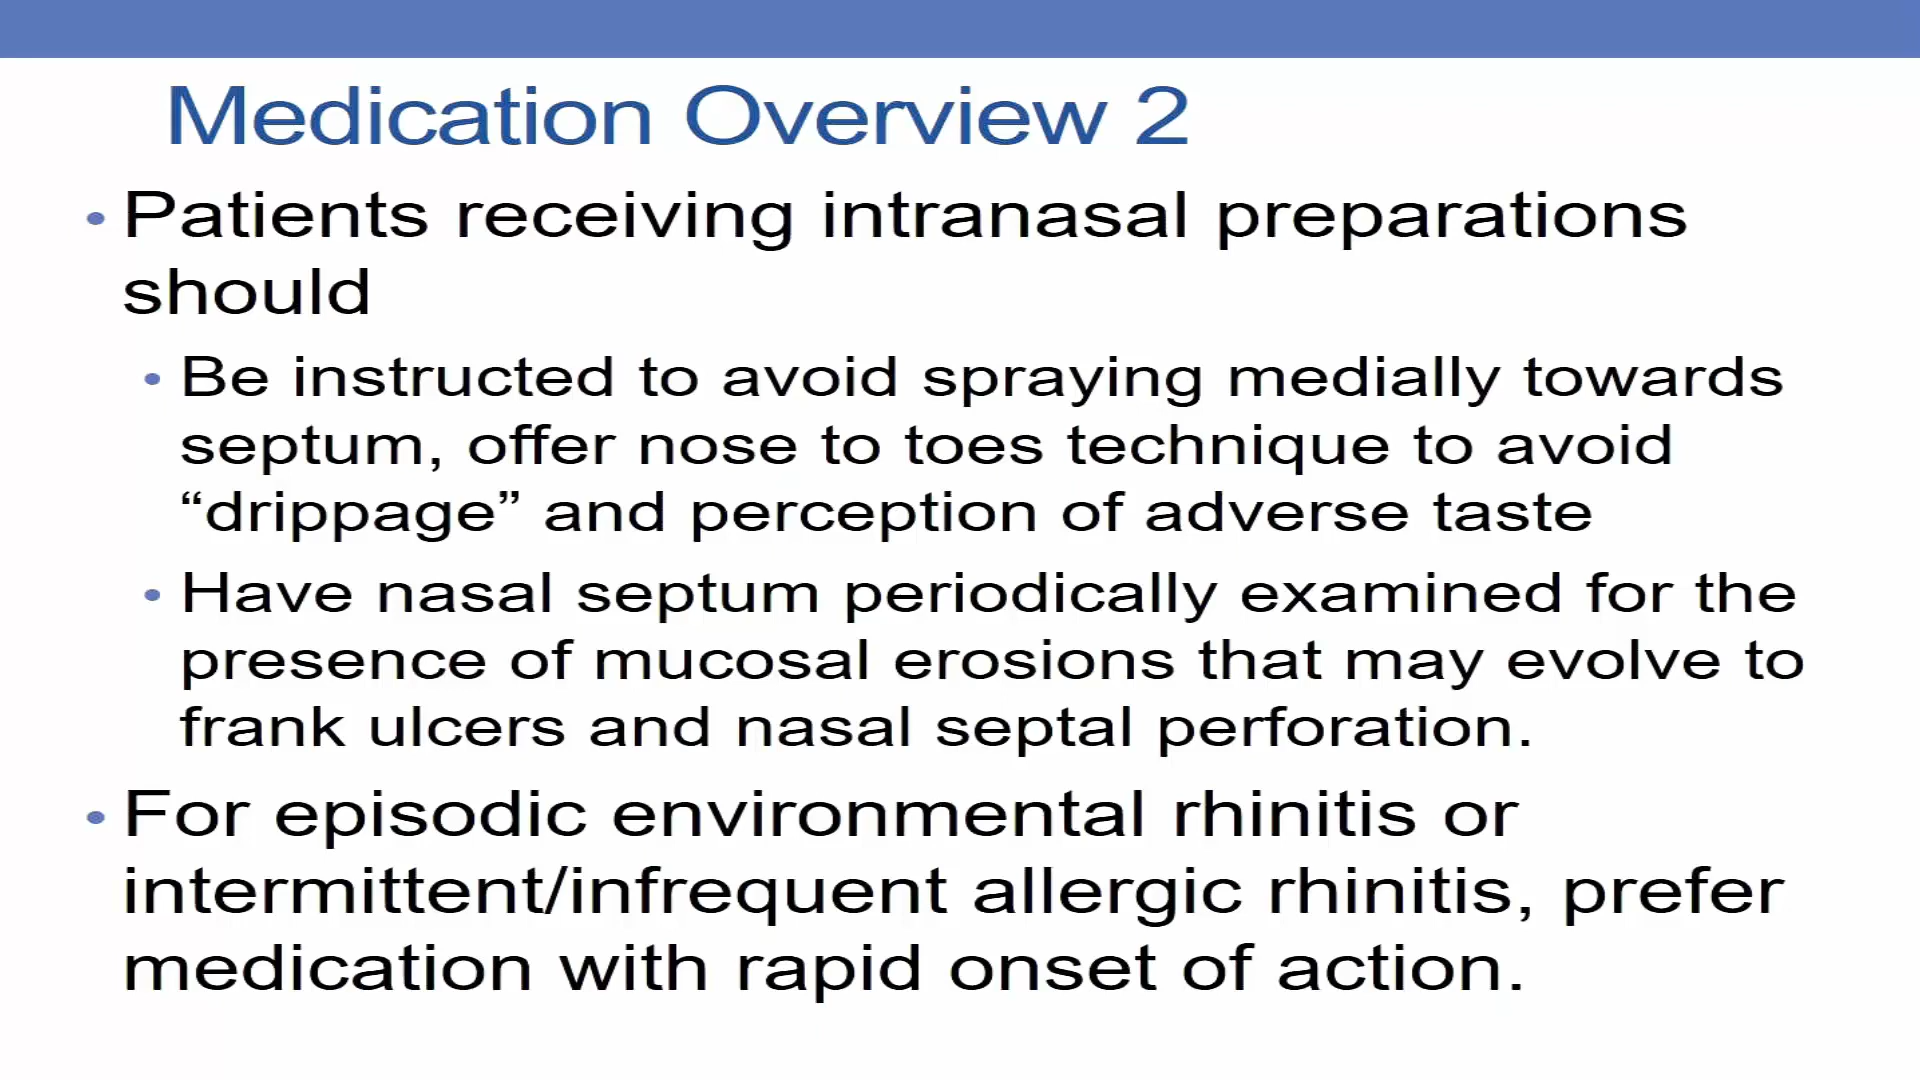 Medication Overview 2
• Patients receiving intranasal preparations
should
• Be instructed to avoid spraying medially towards
septum, offer nose to toes technique to avoid
“drippage” and perception of adverse taste
• Have nasal septum periodically examined for the
presence of mucosal erosions that may evolve to
frank ulcers and nasal septal perforation.
• For episodic environmental rhinitis or
intermittent/infrequent allergic rhinitis, prefer
medication with rapid onset of action.